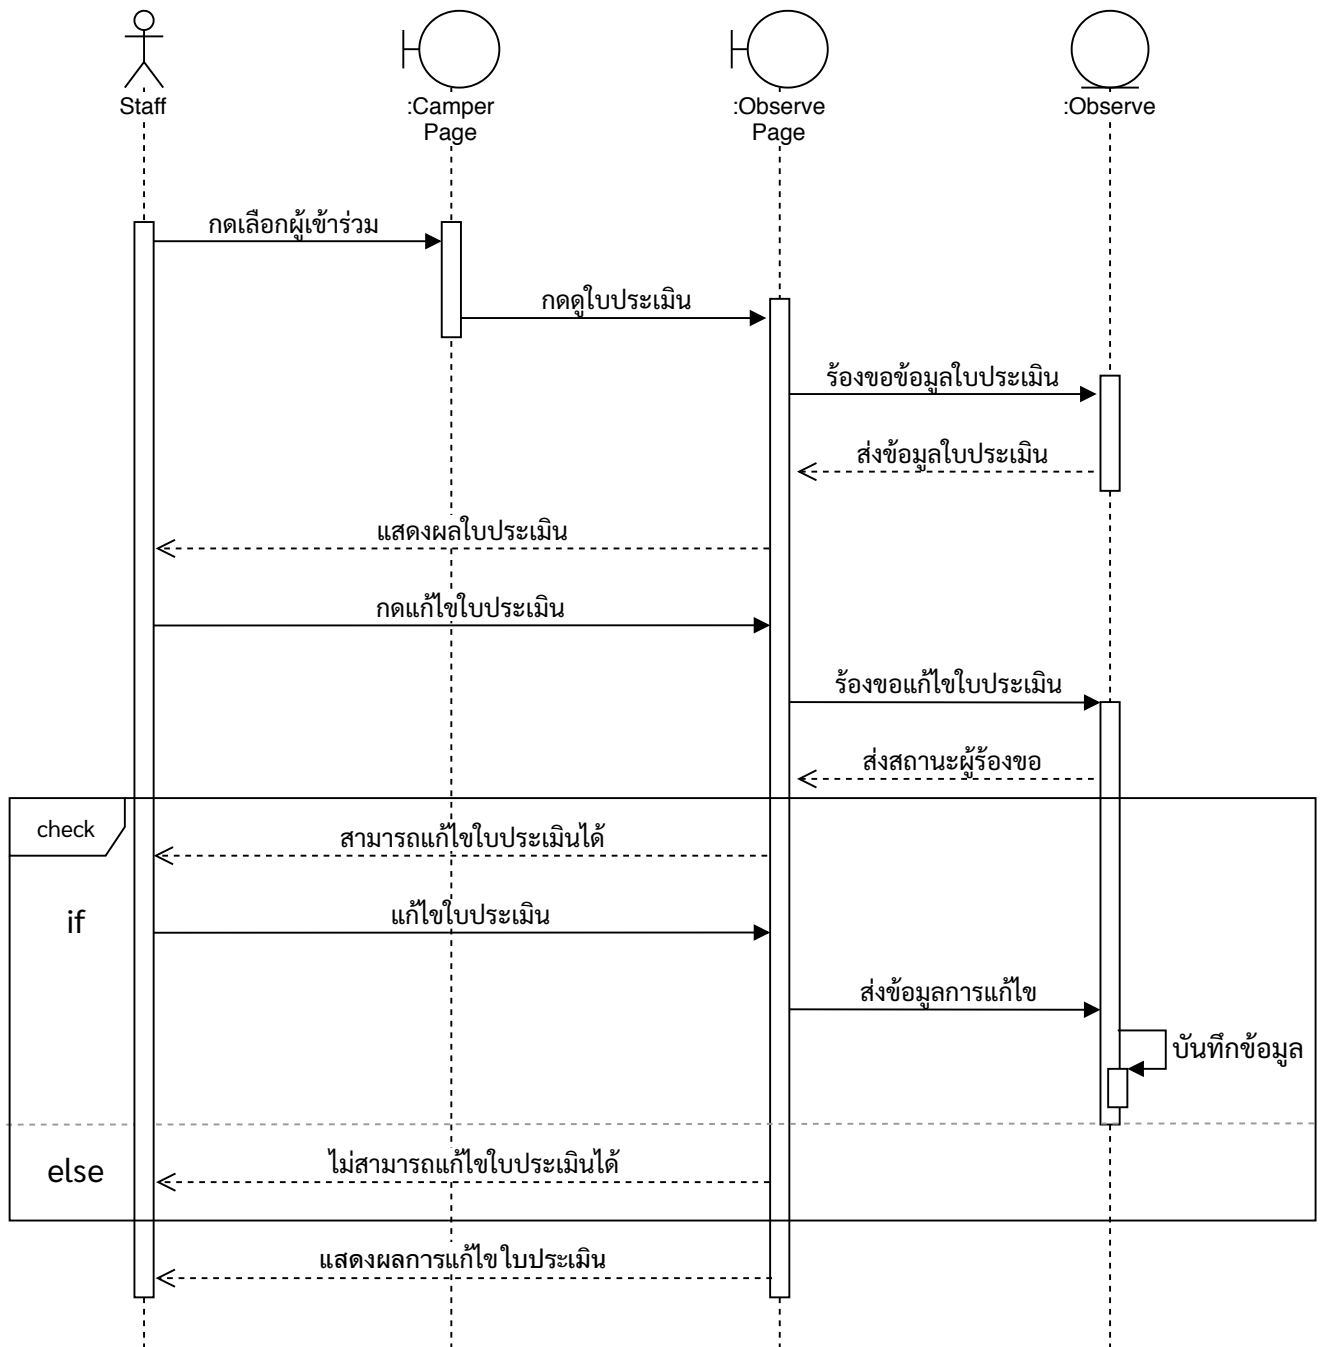 Staff
:Camper
Page
:Observe
Page
:Observe
กดเลือกผู้เข้าร่วม
กดดูใบประเมิน
ร้องขอข้อมูลใบประเมิน
ส่งข้อมูลใบประเมิน
แสดงผลใบประเมิน
กดแก้ไขใบประเมิน
ร้องขอแก้ไขใบประเมิน
ส่งสถานะผู้ร้องขอ
check
สามารถแก้ไขใบประเมินได้
if
แก้ไขใบประเมิน
ส่งข้อมูลการแก้ไข
บันทึกข้อมูล
else
ไม่สามารถแก้ไขใบประเมินได้
แสดงผลการแก้ไขใบประเมิน